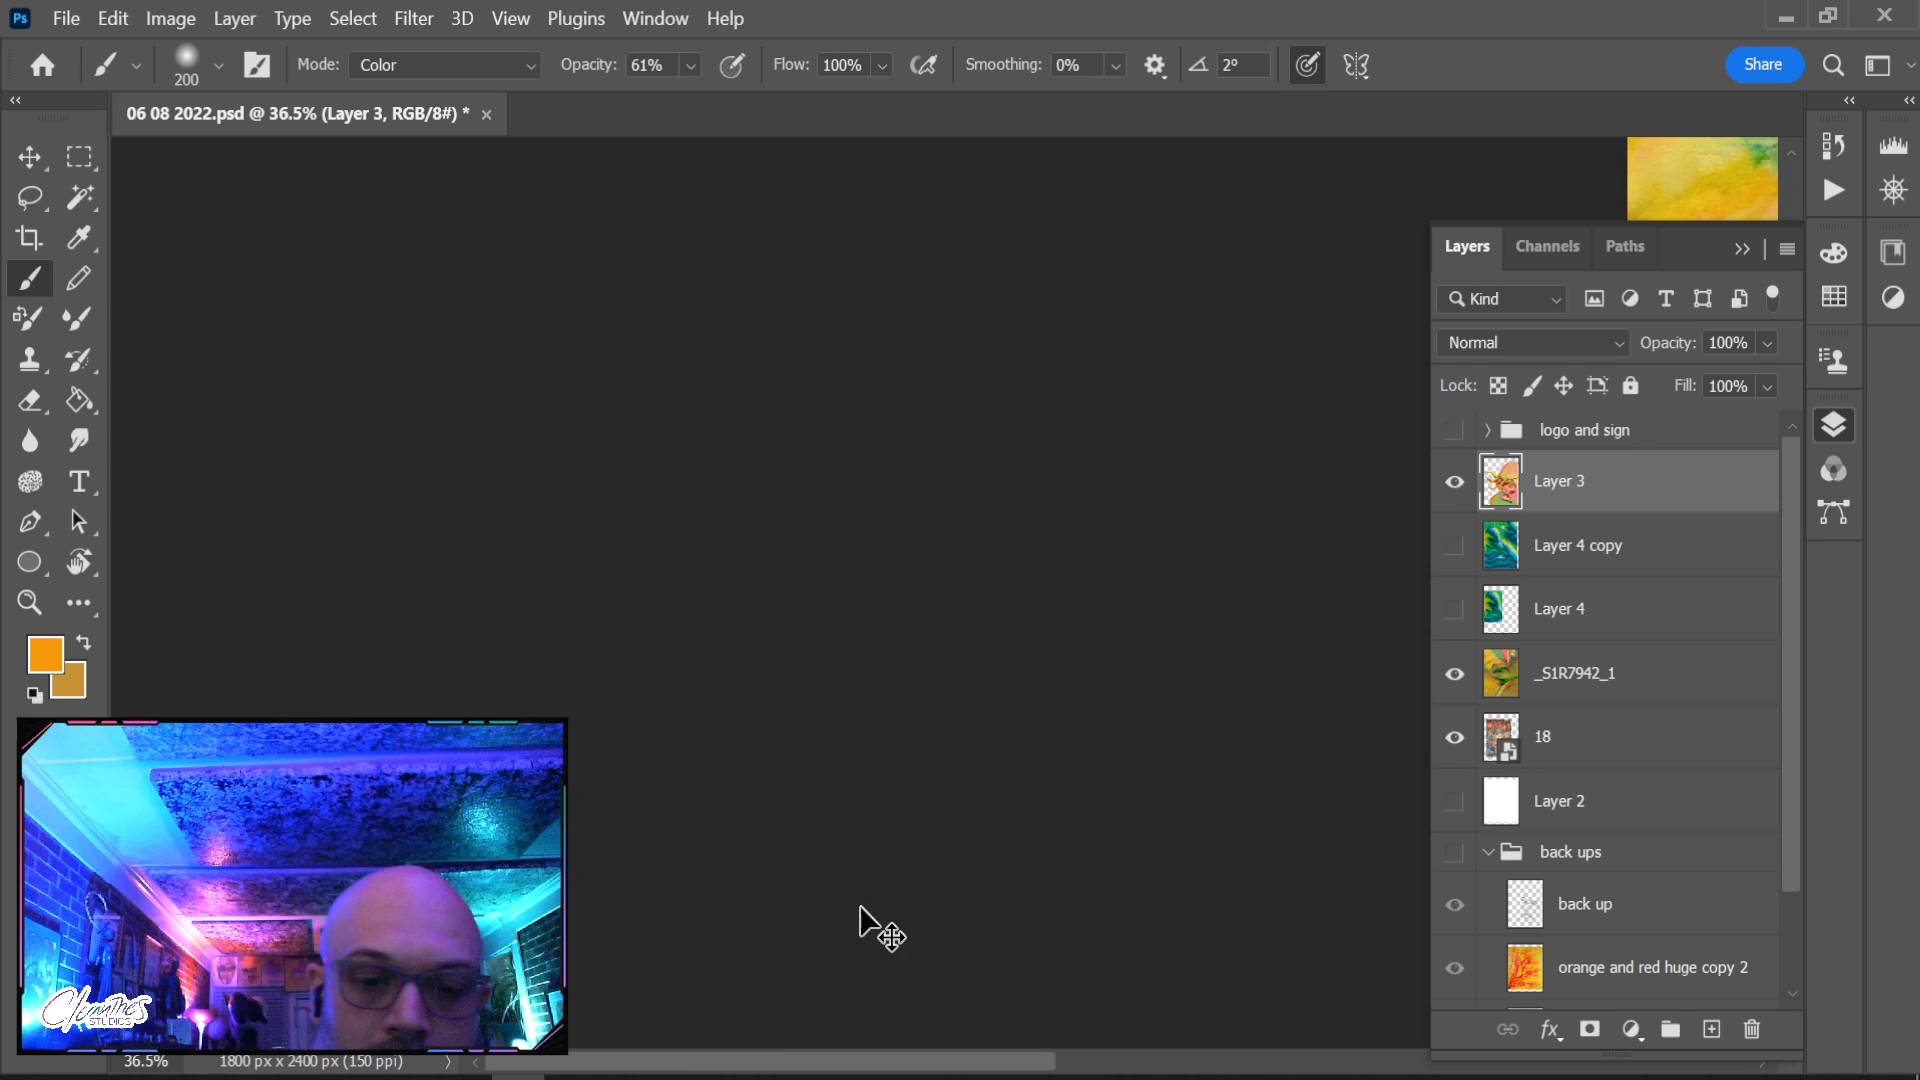 Ps File Edit Image Layer Type Select Filter 3D View Plugins Window Help
200 Mode: Color Opacity: 61% Flow: 100% Smoothing: 0% 2° Share
06 08 2022.psd @ 36.5% (Layer 3, RGB/8#) *
Layers Channels Paths
Kind
Normal Opacity: 100%
Lock: Fill: 100%
logo and sign
Layer 3
Layer 4 copy
Layer 4
_S1R7942_1
18
Layer 2
back ups
back up
orange and red huge copy 2
fx
STUDIOS
36.5% 1800 px x 2400 px (150 ppi)